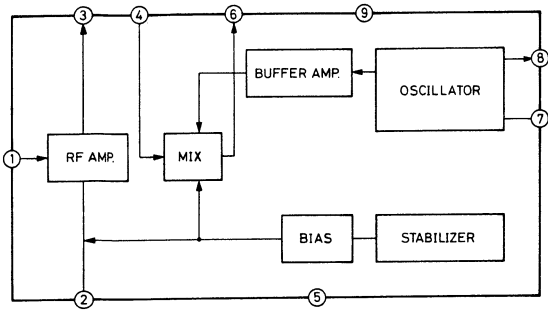 3
4
6
9
8
BUFFER AMP.
OSCILLATOR
7
1
RF AMP.
MIX
BIAS
STABILIZER
2
5